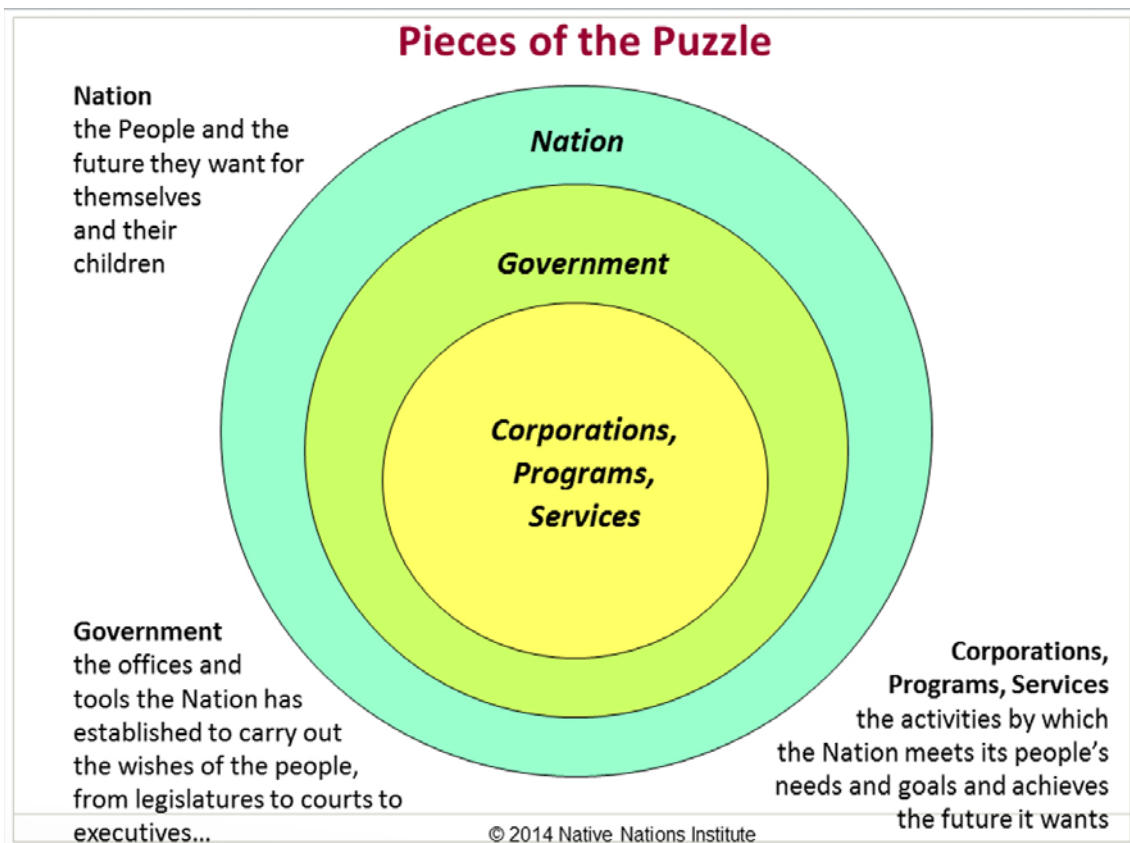 Pieces of the Puzzle
Nation
the People and the
future they want for
themselves
and their
children
Nation
Government
Corporations,
Programs,
Services
Government
the offices and
tools the Nation has
established to carry out
the wishes of the people,
from legislatures to courts to
executives...
Corporations,
Programs, Services
the activities by which
the Nation meets its people's
needs and goals and achieves
the future it wants
© 2014 Native Nations Institute